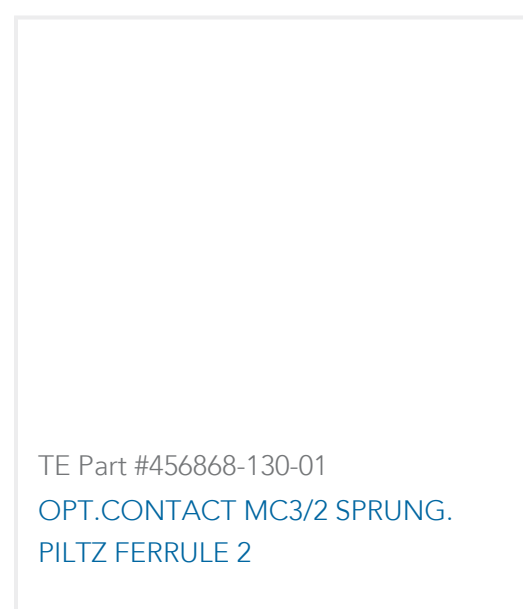 TE Part #456868-130-01
OPT.CONTACT MC3/2 SPRUNG.
PILTZ FERRULE 2